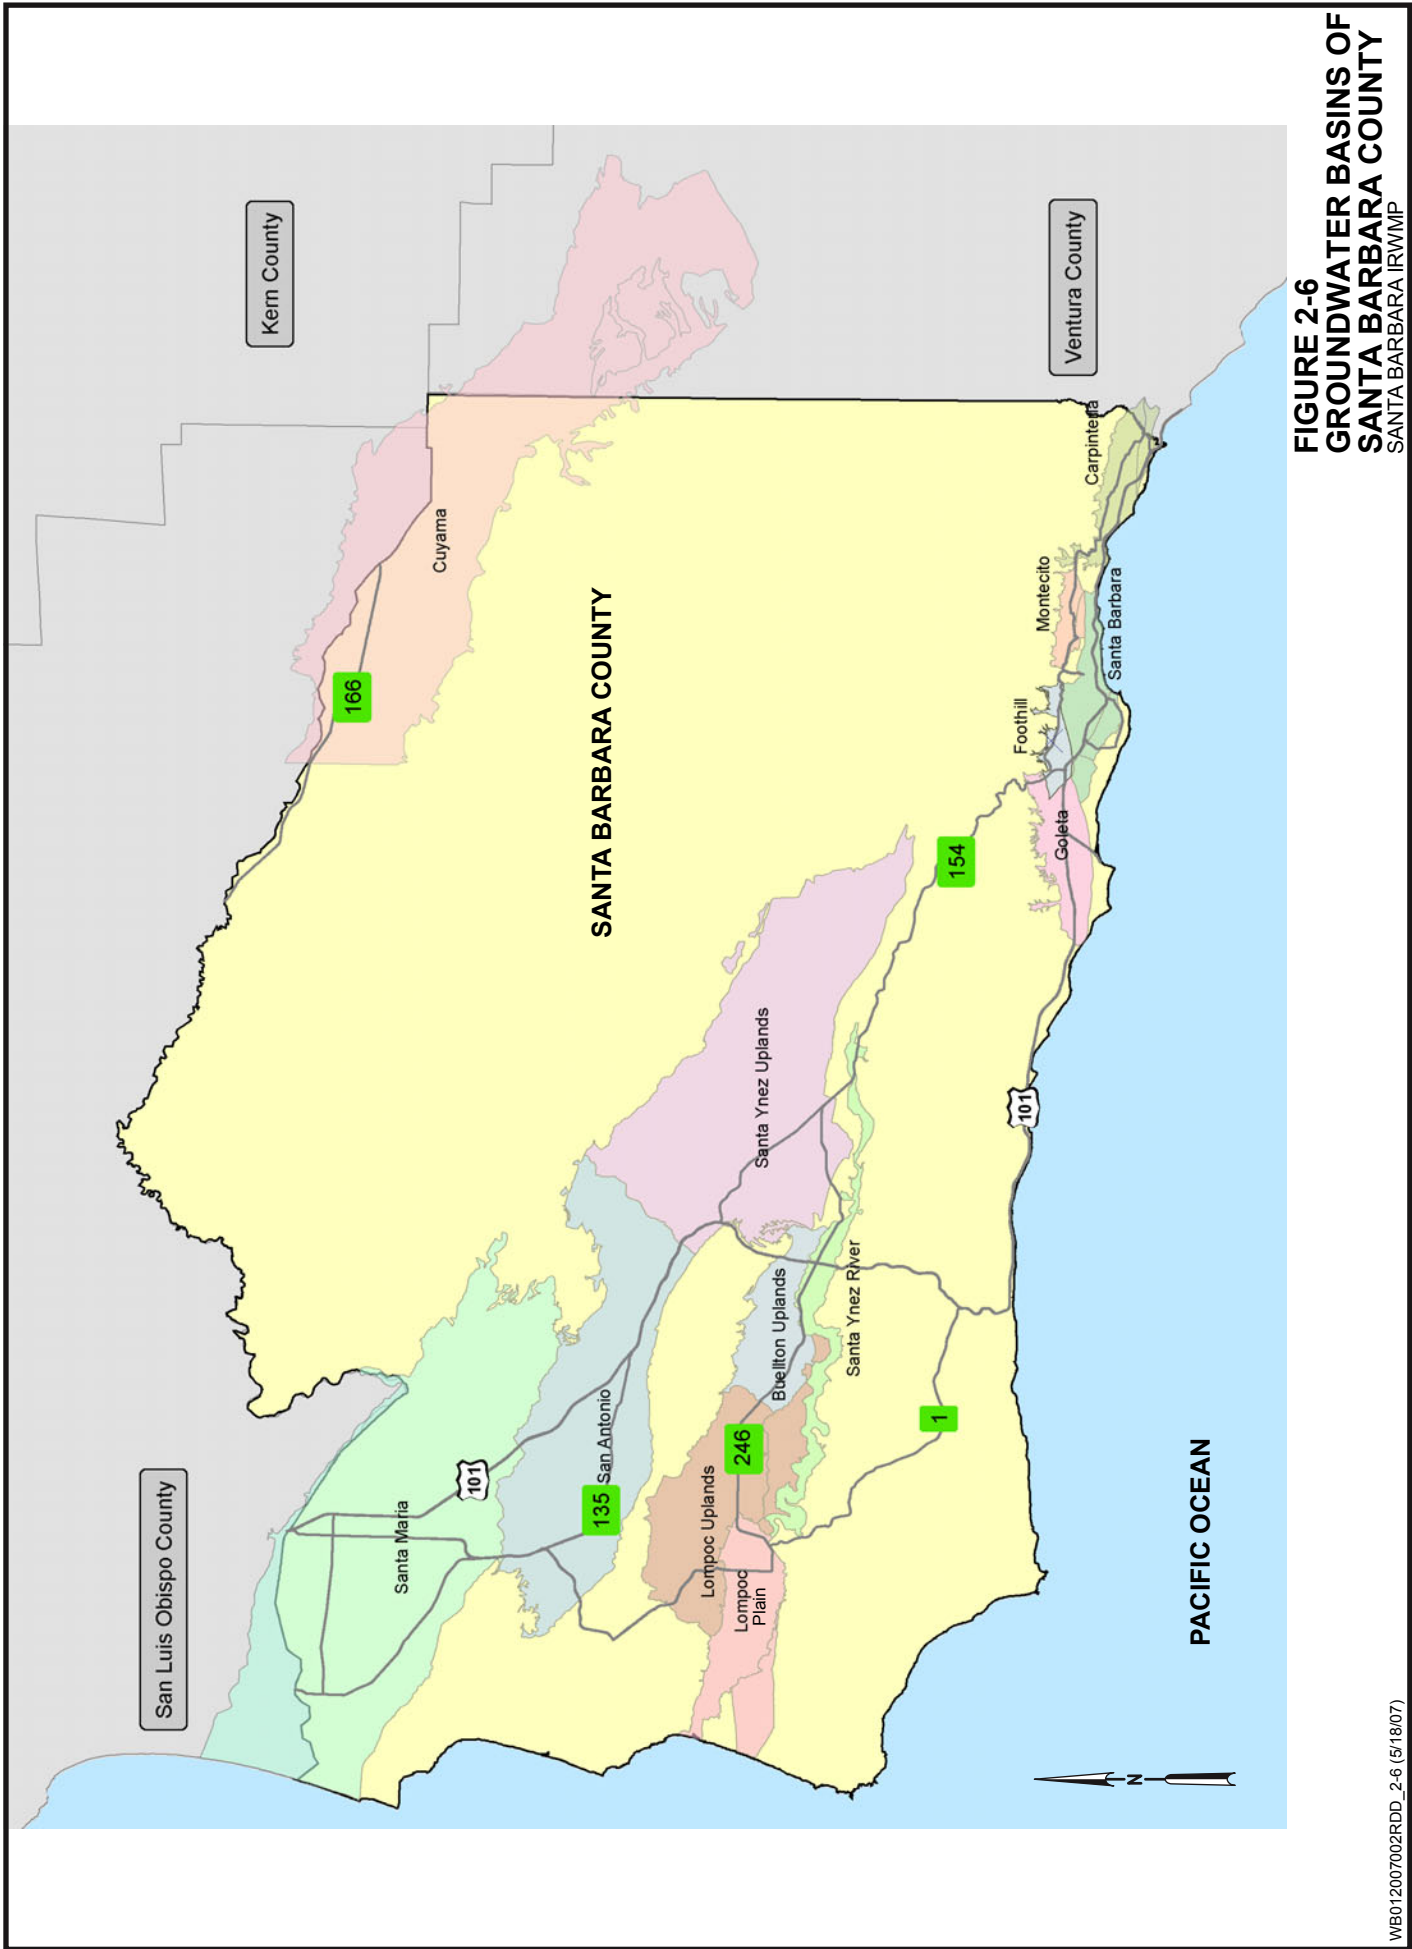 San Luis Obispo County
Kern County
Ventura County
166
Cuyama
Santa Maria
101
SANTA BARBARA COUNTY
135
San Antonio
Santa Ynez Uplands
Lompoc Uplands
246
Lompoc
Plain
Buellton Uplands
Santa Ynez River
154
1
101
Goleta
Foothill
Montecito
Santa Barbara
Carpinteria
PACIFIC OCEAN
N
FIGURE 2-6
GROUNDWATER BASINS OF
SANTA BARBARA COUNTY
SANTA BARBARA IRWMP
WB012007002RDD_2-6 (5/18/07)